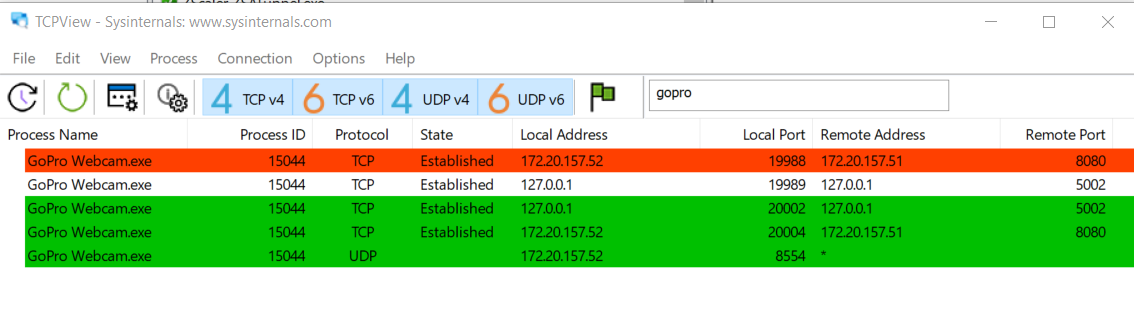 TCPView - Sysinternals: www.sysinternals.com
File Edit View Process Connection Options Help
4 TCP v4 6 TCP v6 4 UDP v4 6 UDP v6 gopro
Process Name Process ID Protocol State Local Address Local Port Remote Address Remote Port
GoPro Webcam.exe 15044 TCP Established 172.20.157.52 19988 172.20.157.51 8080
GoPro Webcam.exe 15044 TCP Established 127.0.0.1 19989 127.0.0.1 5002
GoPro Webcam.exe 15044 TCP Established 127.0.0.1 20002 127.0.0.1 5002
GoPro Webcam.exe 15044 TCP Established 172.20.157.52 20004 172.20.157.51 8080
GoPro Webcam.exe 15044 UDP 172.20.157.52 8554 *